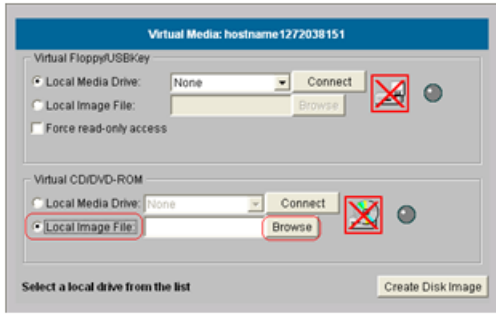 Virtual Media: hostname1272038151
Virtual Floppy/USBKey
Local Media Drive: None Connect
Local Image File: Browse
Force read-only access
Virtual CD/DVD-ROM
Local Media Drive: None Connect
Local Image File: Browse
Select a local drive from the list Create Disk Image